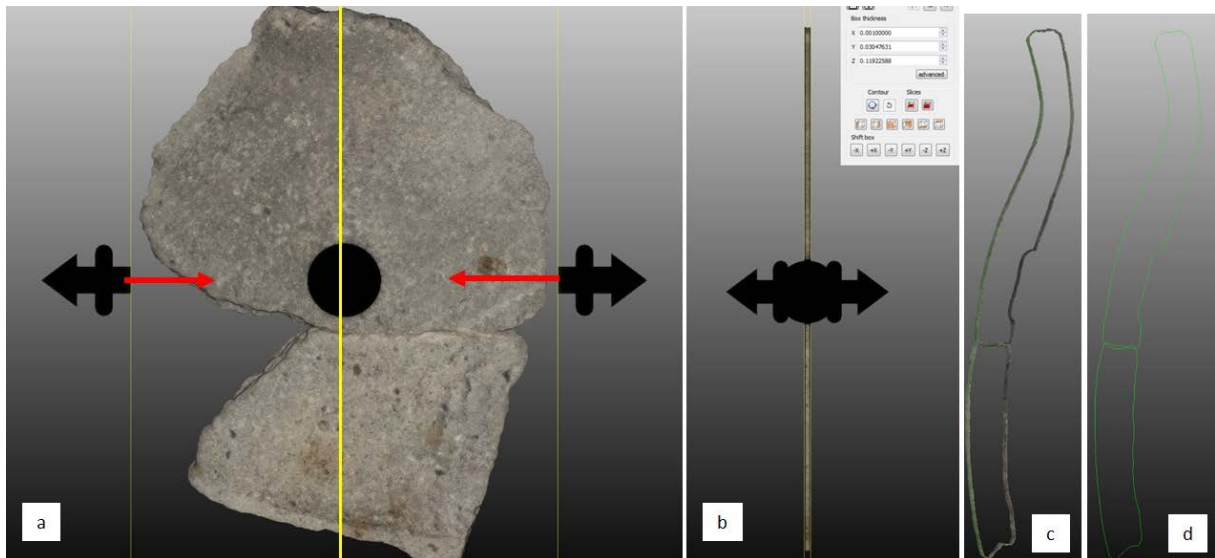 Box thickness
X 0.00100000
Y 0.03047631
Z 0.11922588
advanced
Contour Slices
Shift box
-X +X -Y +Y -Z +Z
a
b
c
d